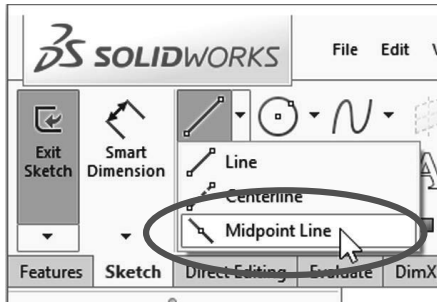 SOLIDWORKS File Edit
Exit Sketch
Smart Dimension
Line
Centerline
Midpoint Line
Features Sketch Direct Editing Evaluate DimX